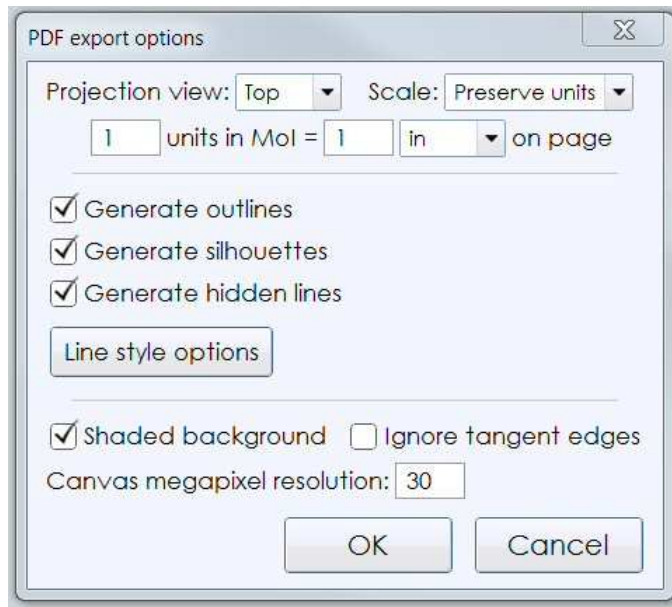 PDF export options
Projection view: Top Scale: Preserve units
1 units in MoI = 1 in on page
Generate outlines
Generate silhouettes
Generate hidden lines
Line style options
Shaded background Ignore tangent edges
Canvas megapixel resolution: 30
OK Cancel